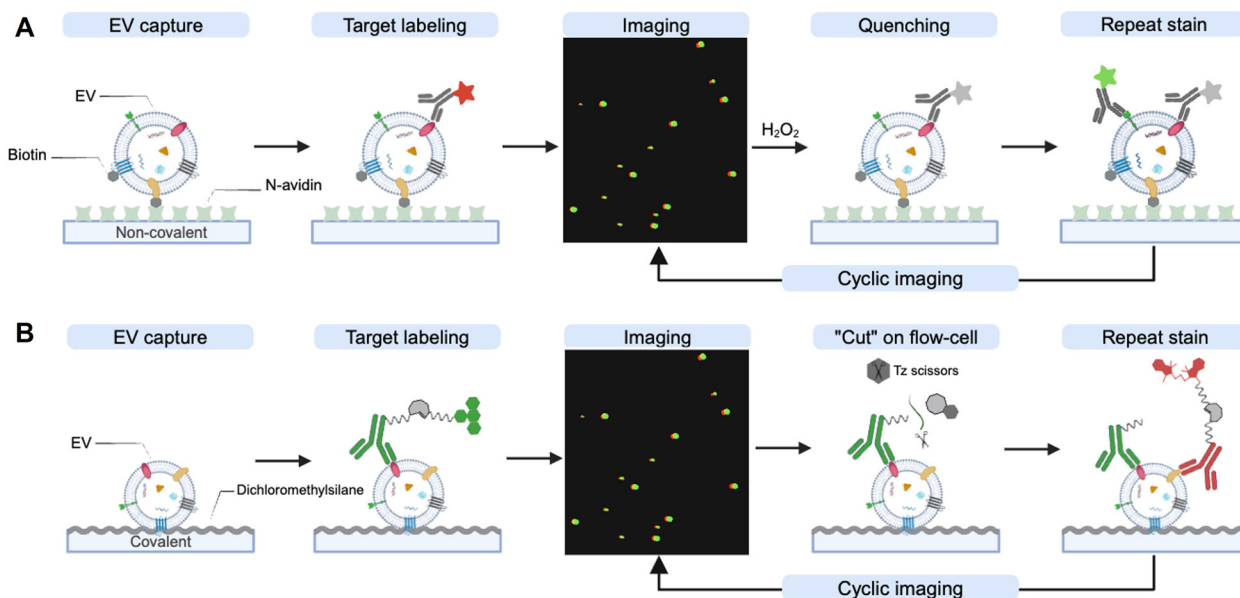 A
EV capture
Target labeling
Imaging
Quenching
Repeat stain
EV
Biotin
N-avidin
Non-covalent
H₂O₂
Cyclic imaging
B
EV capture
Target labeling
Imaging
"Cut" on flow-cell
Repeat stain
Tz scissors
EV
Dichloromethylsilane
Covalent
Cyclic imaging